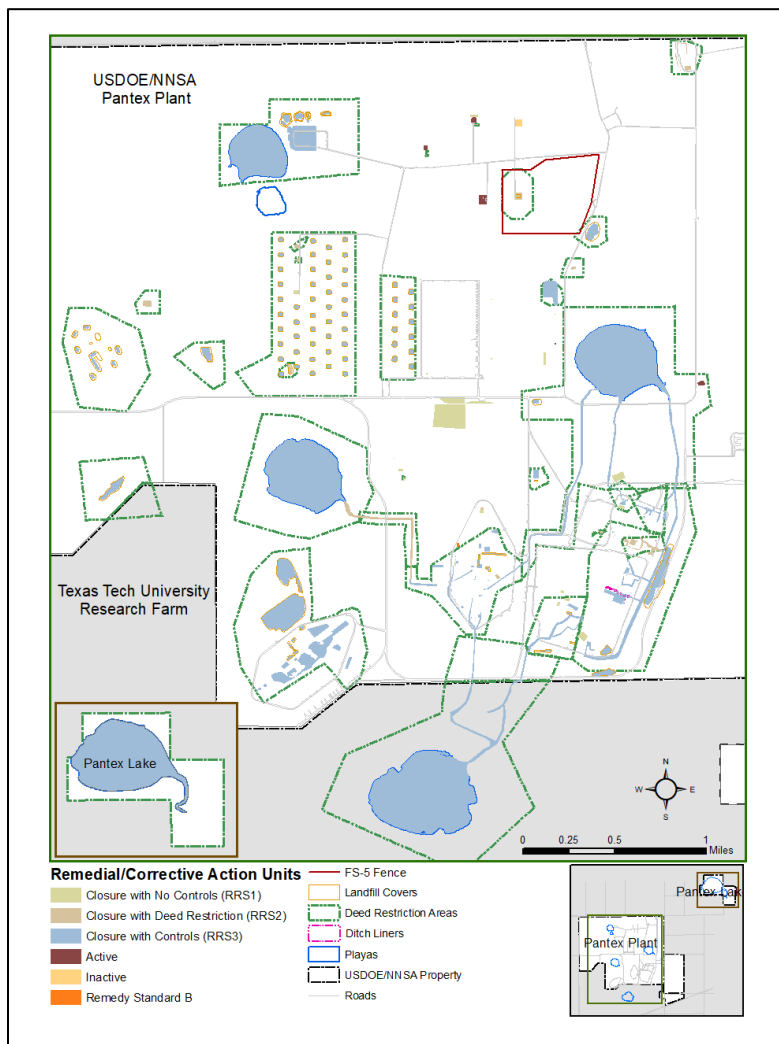 USDOE/NNSA
Pantex Plant
Texas Tech University
Research Farm
Pantex Lake
N
W
E
S
0
0.25
0.5
1
Miles
Remedial/Corrective Action Units
Closure with No Controls (RRS1)
Closure with Deed Restriction (RRS2)
Closure with Controls (RRS3)
Active
Inactive
Remedy Standard B
FS-5 Fence
Landfill Covers
Deed Restriction Areas
Ditch Liners
Playas
USDOE/NNSA Property
Roads
Pantex Lak
Pantex Plant